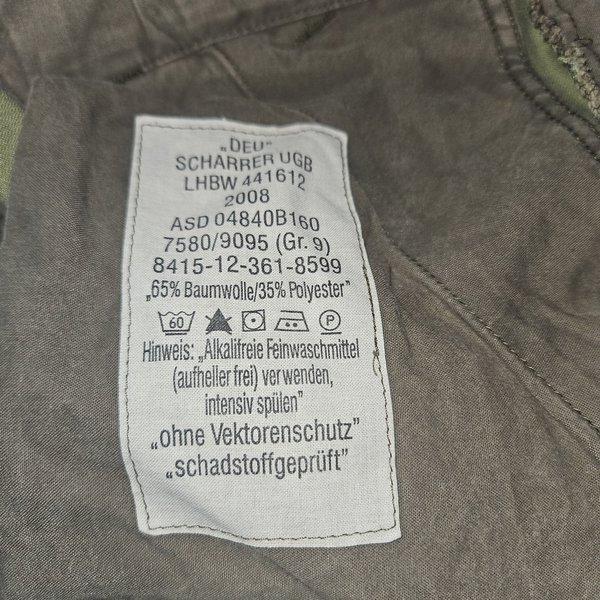 „DEU"
SCHARRER UGB
LHBW 441612
2008
ASD 04840B160
7580/9095 (Gr. 9)
8415-12-361-8599
„65% Baumwolle/35% Polyester"
60 P
Hinweis: „Alkalifreie Feinwaschmittel
(aufheller frei) verwenden,
intensiv spülen"
„ohne Vektorenschutz"
„schadstoffgeprüft"